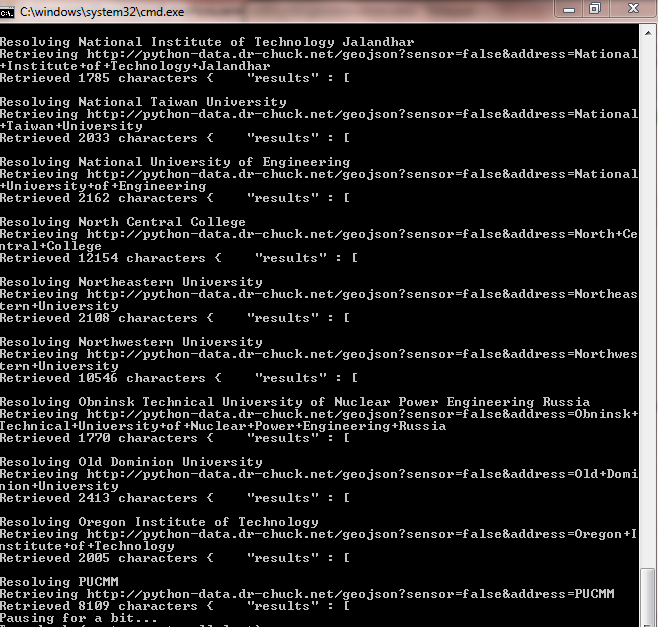 C:\windows\system32\cmd.exe
Resolving National Institute of Technology Jalandhar
Retrieving http://python-data.dr-chuck.net/geojson?sensor=false&address=National
+Institute+of+Technology+Jalandhar
Retrieved 1785 characters {    "results" : [
Resolving National Taiwan University
Retrieving http://python-data.dr-chuck.net/geojson?sensor=false&address=National
+Taiwan+University
Retrieved 2033 characters {    "results" : [
Resolving National University of Engineering
Retrieving http://python-data.dr-chuck.net/geojson?sensor=false&address=National
+University+of+Engineering
Retrieved 2162 characters {    "results" : [
Resolving North Central College
Retrieving http://python-data.dr-chuck.net/geojson?sensor=false&address=North+Ce
ntral+College
Retrieved 12154 characters {    "results" : [
Resolving Northeastern University
Retrieving http://python-data.dr-chuck.net/geojson?sensor=false&address=Northeas
tern+University
Retrieved 2108 characters {    "results" : [
Resolving Northwestern University
Retrieving http://python-data.dr-chuck.net/geojson?sensor=false&address=Northwes
tern+University
Retrieved 10546 characters {    "results" : [
Resolving Obninsk Technical University of Nuclear Power Engineering Russia
Retrieving http://python-data.dr-chuck.net/geojson?sensor=false&address=Obninsk+
Technical+University+of+Nuclear+Power+Engineering+Russia
Retrieved 1770 characters {    "results" : [
Resolving Old Dominion University
Retrieving http://python-data.dr-chuck.net/geojson?sensor=false&address=Old+Domi
nion+University
Retrieved 2413 characters {    "results" : [
Resolving Oregon Institute of Technology
Retrieving http://python-data.dr-chuck.net/geojson?sensor=false&address=Oregon+I
nstitute+of+Technology
Retrieved 2005 characters {    "results" : [
Resolving PUCMM
Retrieving http://python-data.dr-chuck.net/geojson?sensor=false&address=PUCMM
Retrieved 8109 characters {    "results" : [
Pausing for a bit...